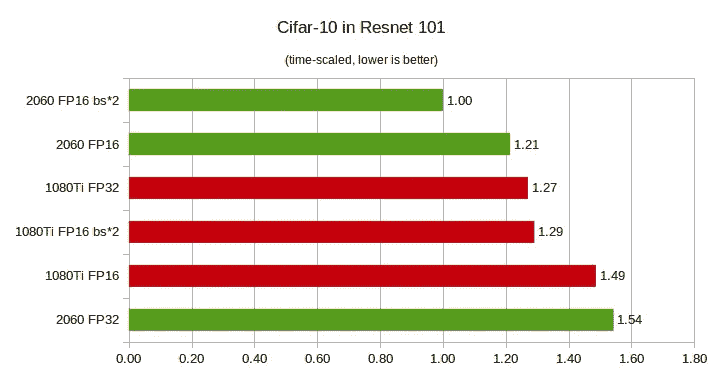 Cifar-10 in Resnet 101
(time-scaled, lower is better)
2060 FP16 bs*2 1.00
2060 FP16 1.21
1080Ti FP32 1.27
1080Ti FP16 bs*2 1.29
1080Ti FP16 1.49
2060 FP32 1.54
0.00 0.20 0.40 0.60 0.80 1.00 1.20 1.40 1.60 1.80